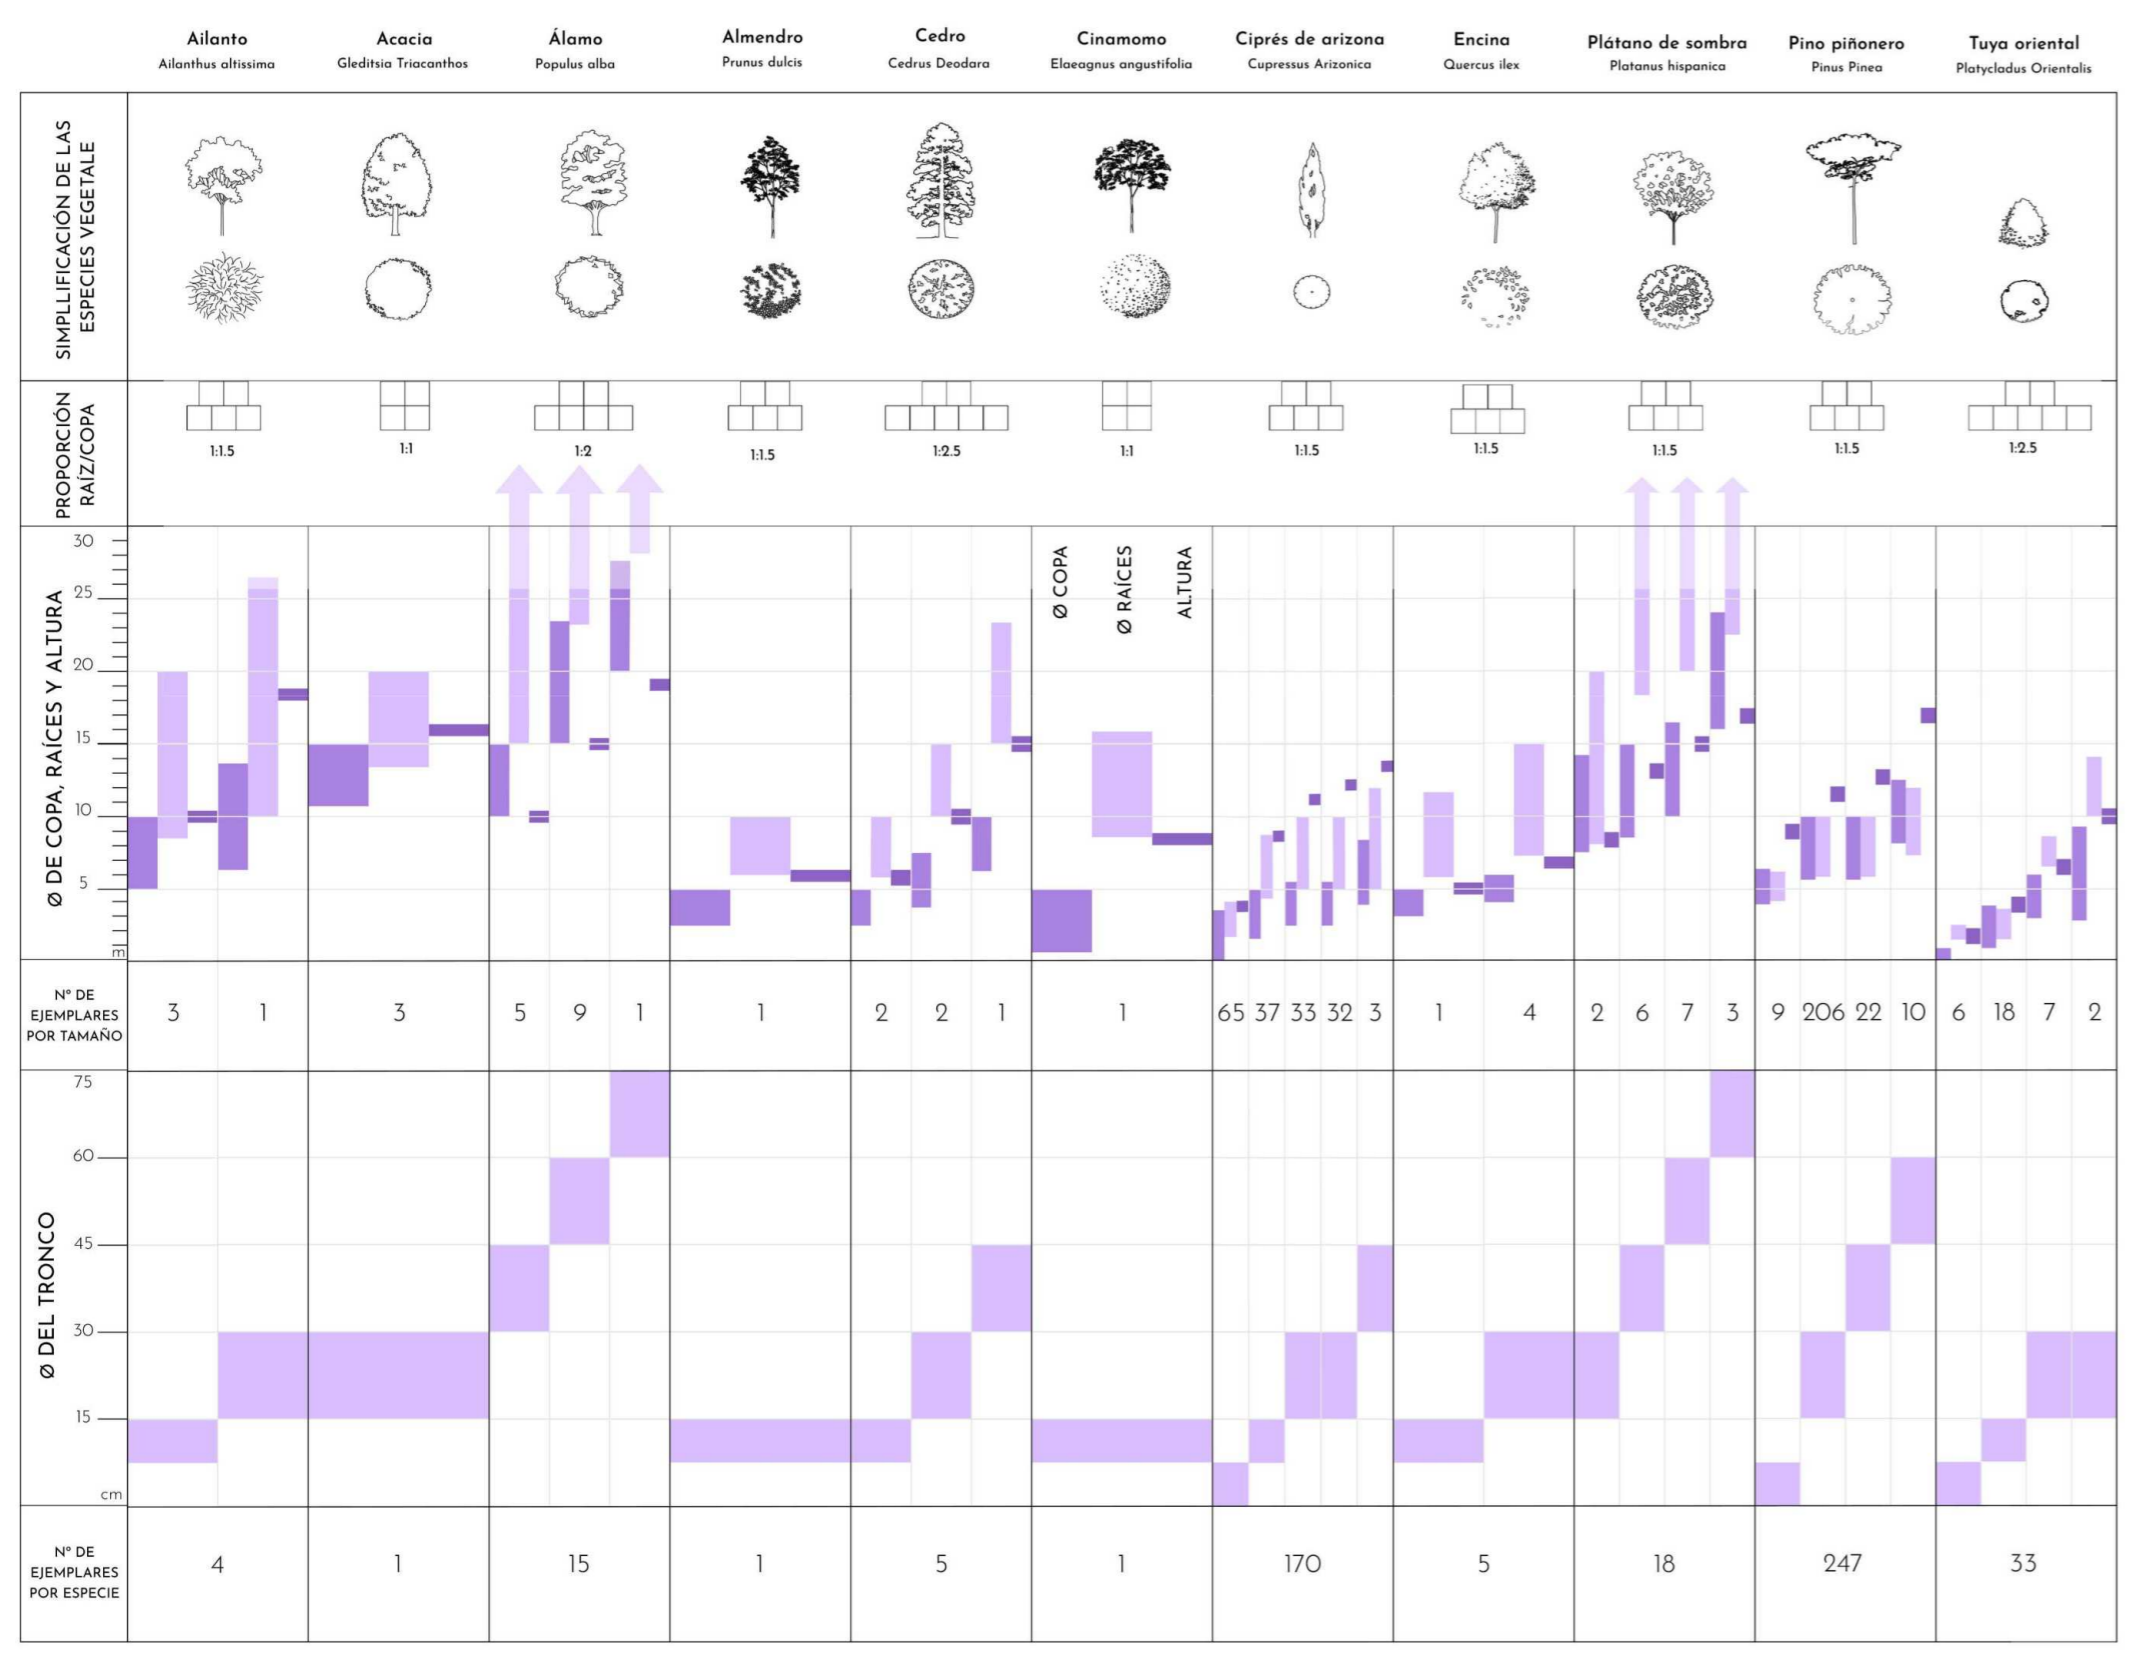 Ailanto
Ailanthus altissima
Acacia
Gleditsia Triacanthos
Álamo
Populus alba
Almendro
Prunus dulcis
Cedro
Cedrus Deodara
Cinamomo
Elaeagnus angustifolia
Ciprés de arizona
Cupressus Arizonica
Encina
Quercus ilex
Plátano de sombra
Platanus hispanica
Pino piñonero
Pinus Pinea
Tuya oriental
Platycladus Orientalis
SIMPLLIFICACIÓN DE LAS
ESPECIES VEGETALE
PROPORCIÓN
RAÍZ/COPA
1:1.5
1:1
1:2
1:1.5
1:2.5
1:1
1:1.5
1:1.5
1:1.5
1:1.5
1:2.5
Ø DE COPA, RAÍCES Y ALTURA
30
25
20
15
10
5
m
Ø COPA
Ø RAÍCES
ALTURA
Nº DE
EJEMPLARES
POR TAMAÑO
3 1 3 5 9 1 1 2 2 1 1 65 37 33 32 3 1 4 2 6 7 3 9 206 22 10 6 18 7 2
Ø DEL TRONCO
75
60
45
30
15
cm
Nº DE
EJEMPLARES
POR ESPECIE
4 1 15 1 5 1 170 5 18 247 33